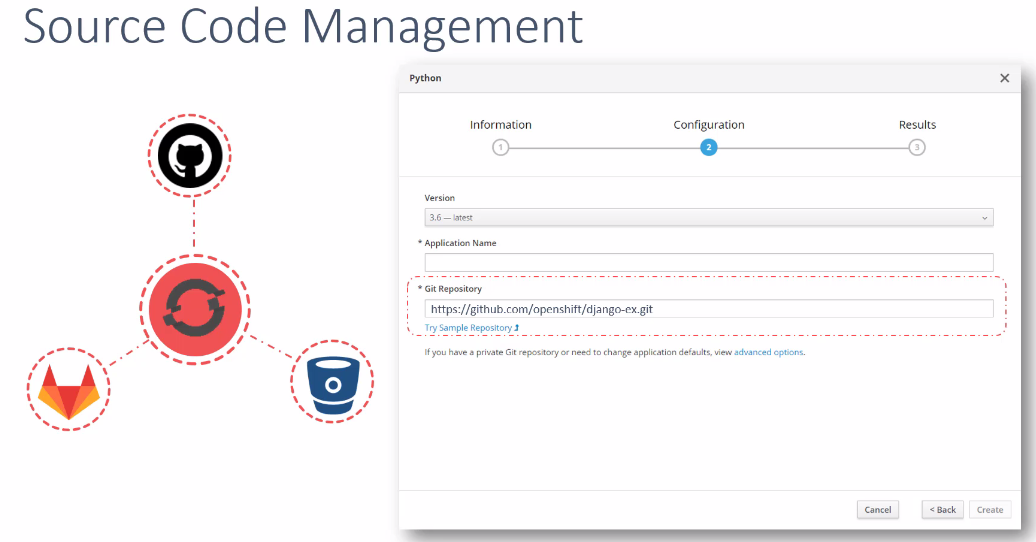 Source Code Management
Python
Information
Configuration
Results
1
2
3
Version
3.6 — latest
* Application Name
* Git Repository
https://github.com/openshift/django-ex.git
Try Sample Repository
If you have a private Git repository or need to change application defaults, view advanced options.
Cancel
< Back
Create